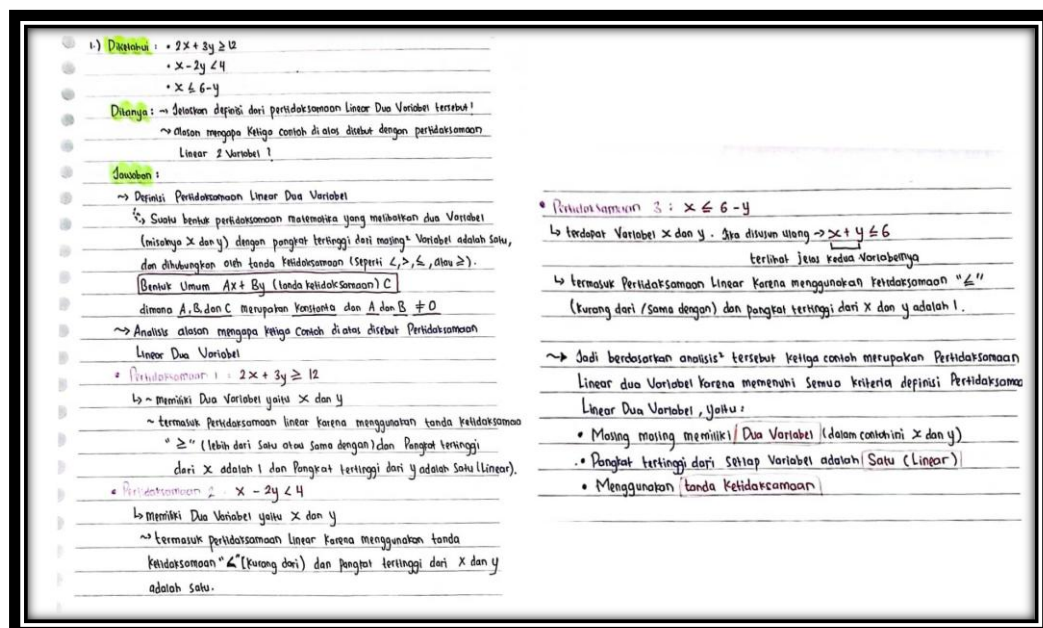 1.) Diketahui : • 2x + 3y ≥ 12
• x - 2y < 4
• x ≤ 6-y
Ditanya : → Jelaskan definisi dari pertidaksamaan Linear Dua Variabel tersebut!
~> alasan mengapa ketiga contoh di atas disebut dengan pertidaksamaan
Linear 2 Variabel ?
Jawaban :
~> Definisi Pertidaksamaan Linear Dua Variabel
↳ Suatu bentuk pertidaksamaan matematika yang melibatkan dua Variabel
(misalnya x dan y) dengan pangkat tertinggi dari masing² Variabel adalah satu,
dan dihubungkan oleh tanda ketidaksamaan (seperti <, >, ≤, atau ≥).
Bentuk Umum Ax + By (tanda ketidaksamaan) C
dimana A, B, dan C merupakan konstanta dan A dan B ≠ 0
~> Analisis alasan mengapa ketiga Contoh di atas disebut Pertidaksamaan
Linear Dua Variabel
• Pertidaksamaan 1 : 2x + 3y ≥ 12
↳ ~ memiliki Dua Variabel yaitu x dan y
~ termasuk Pertidaksamaan linear karena menggunakan tanda ketidaksamaa
" ≥ " (lebih dari Satu atau Sama dengan) dan Pangkat tertinggi
dari x adalah 1 dan Pangkat tertinggi dari y adalah Satu (Linear).
• Pertidaksamaan 2 : x - 2y < 4
↳ memiliki Dua Variabel yaitu x dan y
~> termasuk pertidaksamaan linear karena menggunakan tanda
ketidaksamaan "<" (kurang dari) dan pangkat tertinggi dari x dan y
adalah satu.
• Pertidaksamaan 3 : x ≤ 6 - y
↳ terdapat Variabel x dan y. Jika disusun ulang → x + y ≤ 6
terlihat jelas kedua Variabelnya
↳ termasuk Pertidaksamaan Linear karena menggunakan ketidaksamaan "≤"
(kurang dari / Sama dengan) dan pangkat tertinggi dari x dan y adalah 1.
~> Jadi berdasarkan analisis² tersebut ketiga contoh merupakan Pertidaksamaan
Linear dua Variabel karena memenuhi Semua kriteria definisi Pertidaksamaa
Linear Dua Variabel, yaitu :
• Masing masing memiliki Dua Variabel (dalam contoh ini x dan y)
• Pangkat tertinggi dari Setiap Variabel adalah Satu (Linear)
• Menggunakan tanda Ketidaksamaan